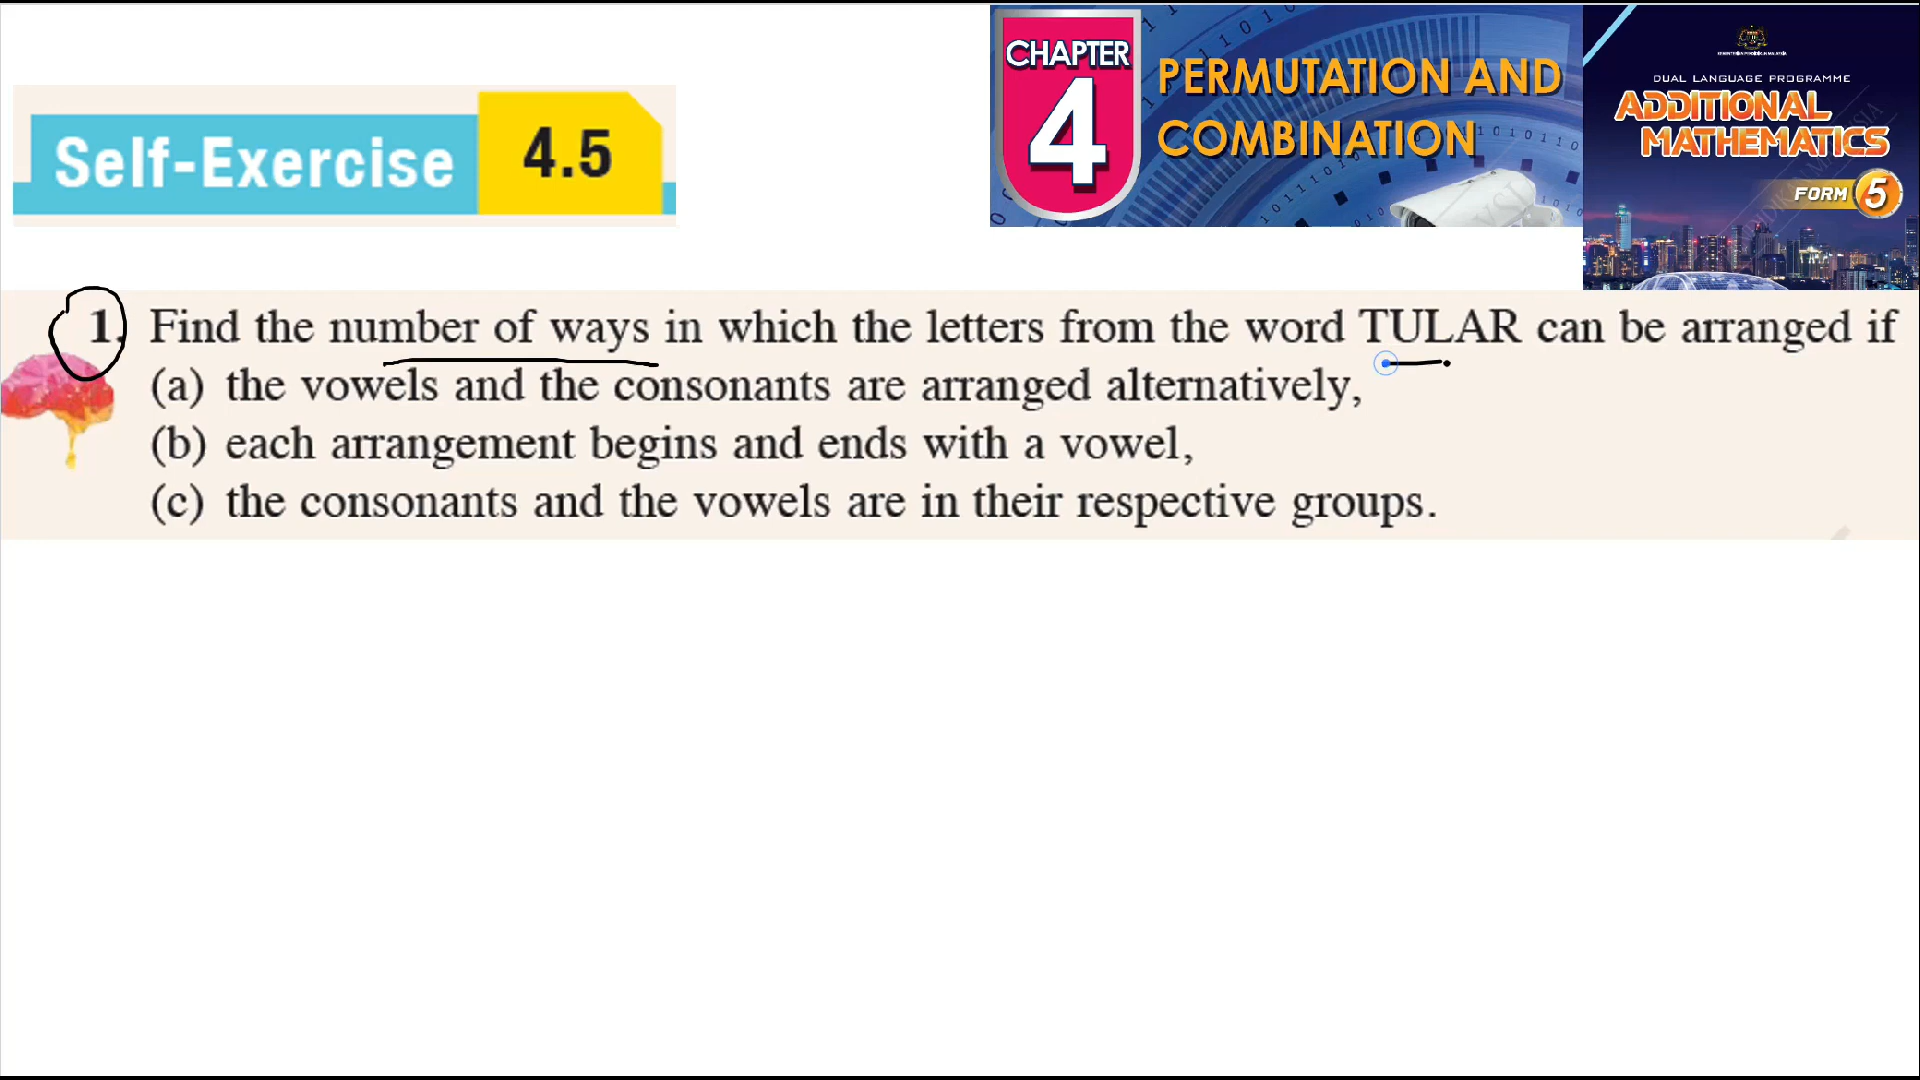 CHAPTER
4
PERMUTATION AND
COMBINATION
DUAL LANGUAGE PROGRAMME
ADDITIONAL
MATHEMATICS
FORM 5
Self-Exercise 4.5
1. Find the number of ways in which the letters from the word TULAR can be arranged if
(a) the vowels and the consonants are arranged alternatively,
(b) each arrangement begins and ends with a vowel,
(c) the consonants and the vowels are in their respective groups.